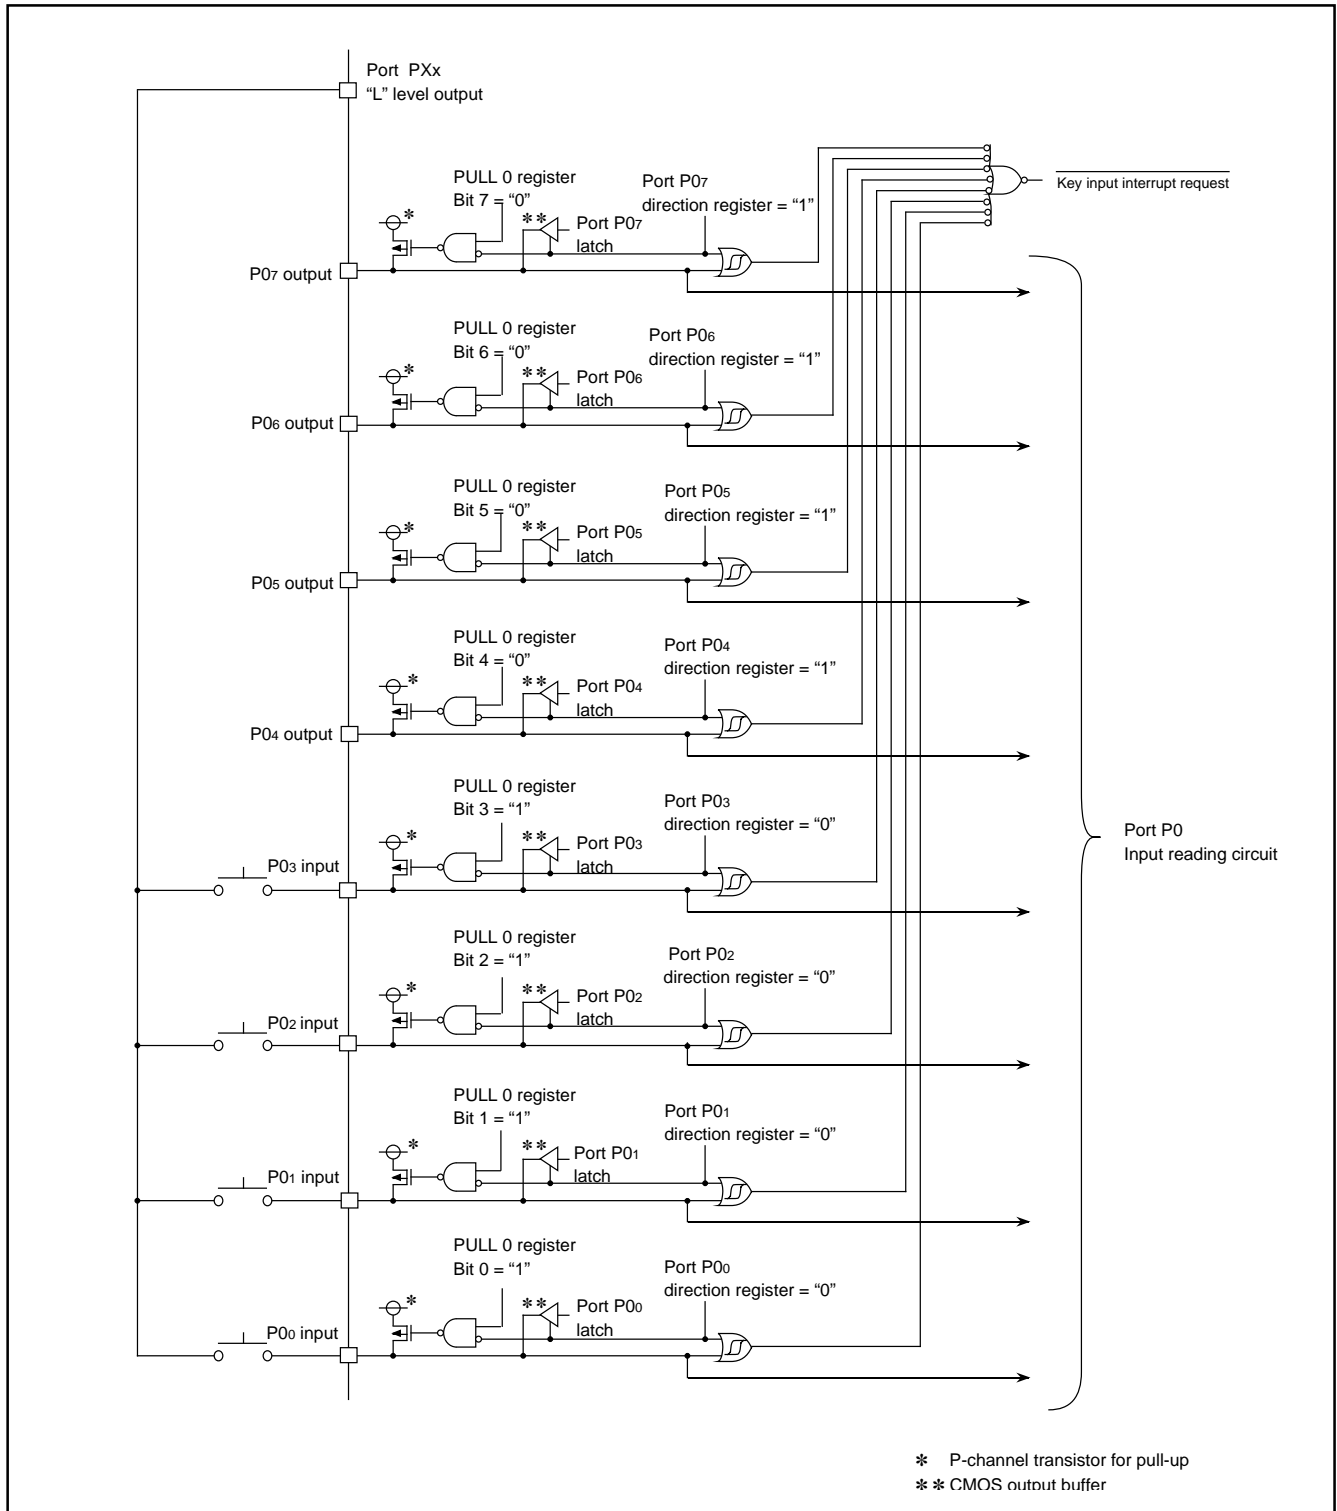 Port PXx
“L” level output
PULL 0 register
Bit 7 = “0”
Port P07
direction register = “1”
Key input interrupt request
*
**
Port P07
latch
P07 output
PULL 0 register
Bit 6 = “0”
Port P06
direction register = “1”
*
**
Port P06
latch
P06 output
PULL 0 register
Bit 5 = “0”
Port P05
direction register = “1”
*
**
Port P05
latch
P05 output
PULL 0 register
Bit 4 = “0”
Port P04
direction register = “1”
*
**
Port P04
latch
P04 output
PULL 0 register
Bit 3 = “1”
Port P03
direction register = “0”
*
**
Port P03
latch
P03 input
Port P0
Input reading circuit
PULL 0 register
Bit 2 = “1”
Port P02
direction register = “0”
*
**
Port P02
latch
P02 input
PULL 0 register
Bit 1 = “1”
Port P01
direction register = “0”
*
**
Port P01
latch
P01 input
PULL 0 register
Bit 0 = “1”
Port P00
direction register = “0”
*
**
Port P00
latch
P00 input
* P-channel transistor for pull-up
** CMOS output buffer